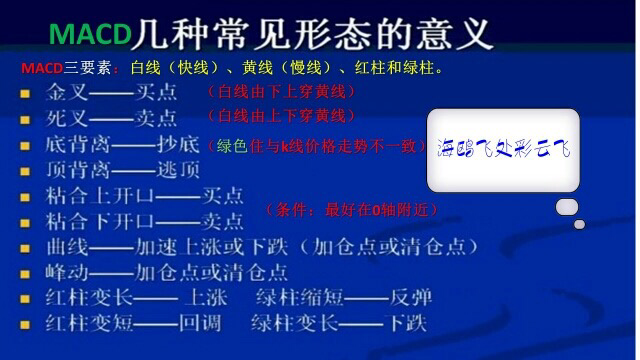 MACD几种常见形态的意义
MACD三要素：白线（快线）、黄线（慢线）、红柱和绿柱。
金叉——买点 （白线由下上穿黄线）
死叉——卖点 （白线由上下穿黄线）
底背离——抄底（绿色住与k线价格走势不一致）
海鸥飞处彩云飞
顶背离——逃顶
粘合上开口——买点
（条件：最好在0轴附近）
粘合下开口——卖点
曲线——加速上涨或下跌（加仓点或清仓点）
峰动——加仓点或清仓点
红柱变长—— 上涨 绿柱缩短——反弹
红柱变短——回调 绿柱变长——下跌